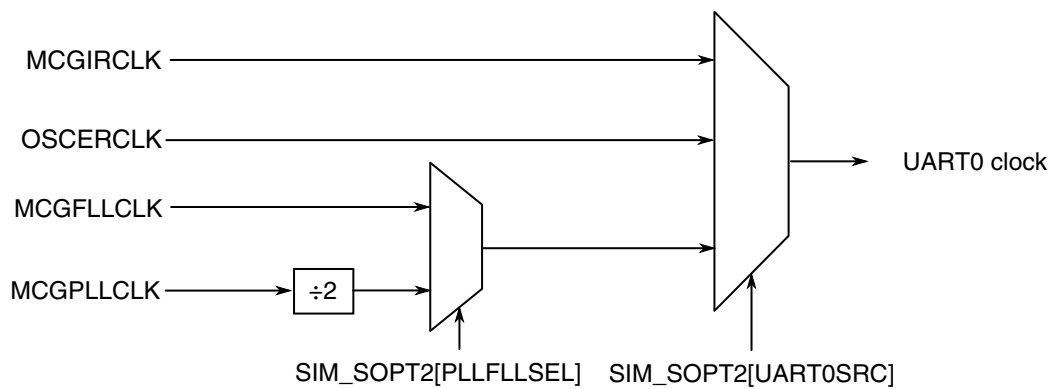 MCGIRCLK
OSCERCLK
UART0 clock
MCGFLLCLK
MCGPLLCLK
÷2
SIM_SOPT2[PLLFLLSEL]
SIM_SOPT2[UART0SRC]